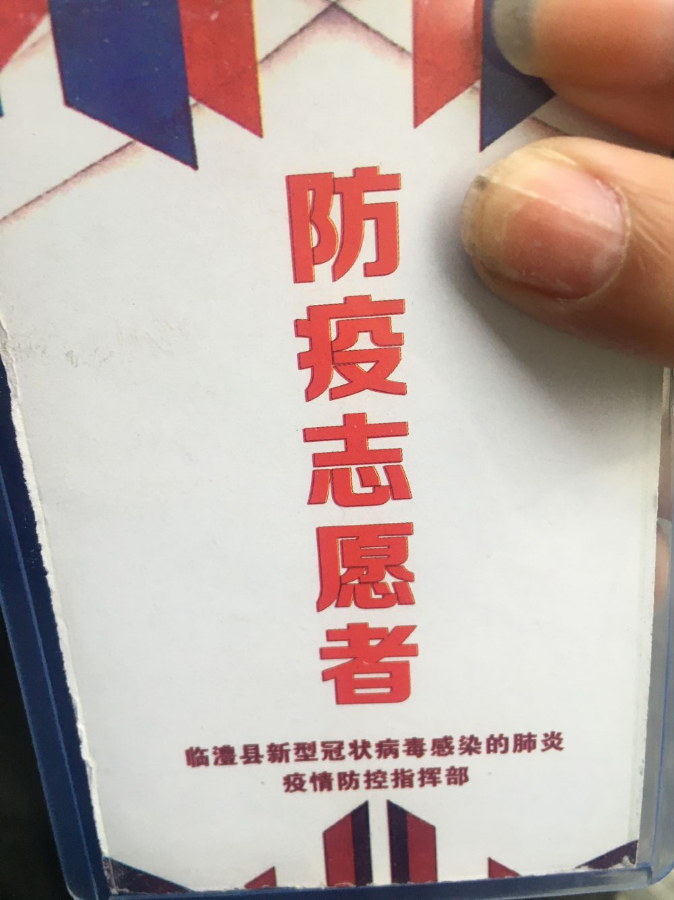 防疫志愿者
临澧县新型冠状病毒感染的肺炎
疫情防控指挥部